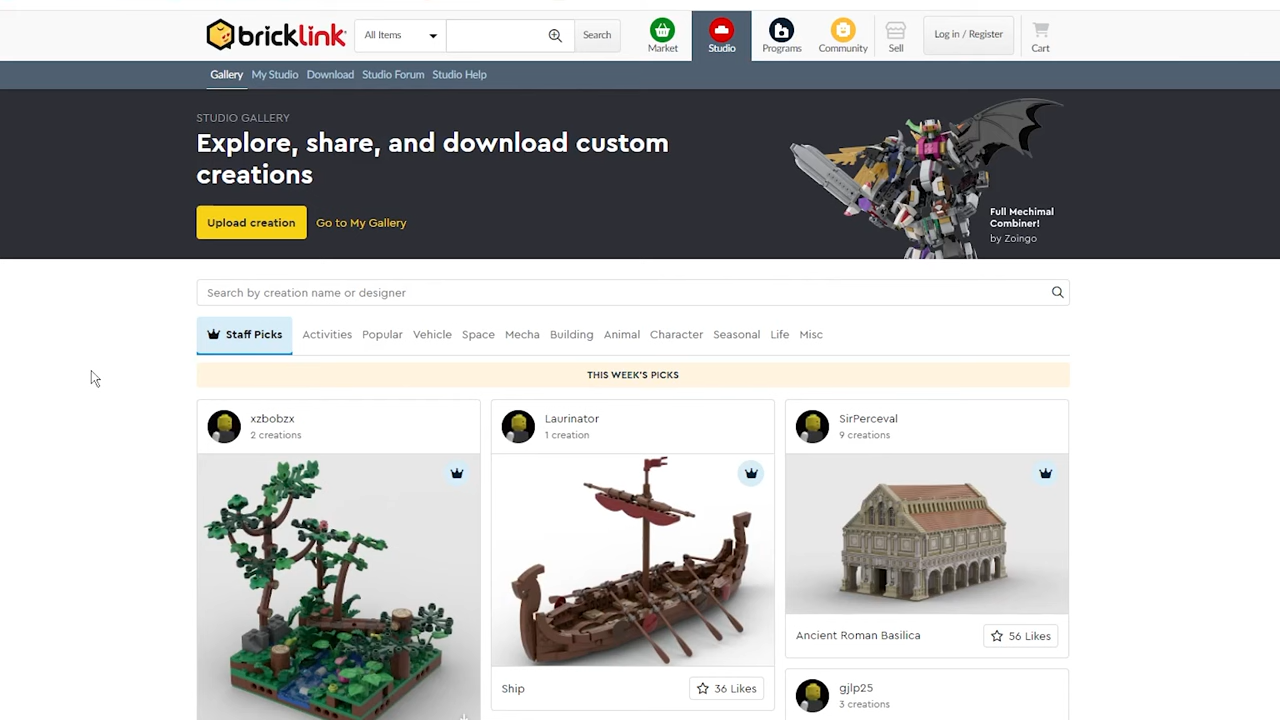 bricklink
All Items
Search
Market
Studio
Programs
Community
Sell
Log in / Register
Cart
Gallery
My Studio
Download
Studio Forum
Studio Help
STUDIO GALLERY
Explore, share, and download custom
creations
Upload creation
Go to My Gallery
Full Mechimal
Combiner!
by Zoingo
Search by creation name or designer
Staff Picks
Activities
Popular
Vehicle
Space
Mecha
Building
Animal
Character
Seasonal
Life
Misc
THIS WEEK'S PICKS
xzbobzx
2 creations
Laurinator
1 creation
SirPerceval
9 creations
Ancient Roman Basilica
56 Likes
Ship
36 Likes
gjlp25
3 creations